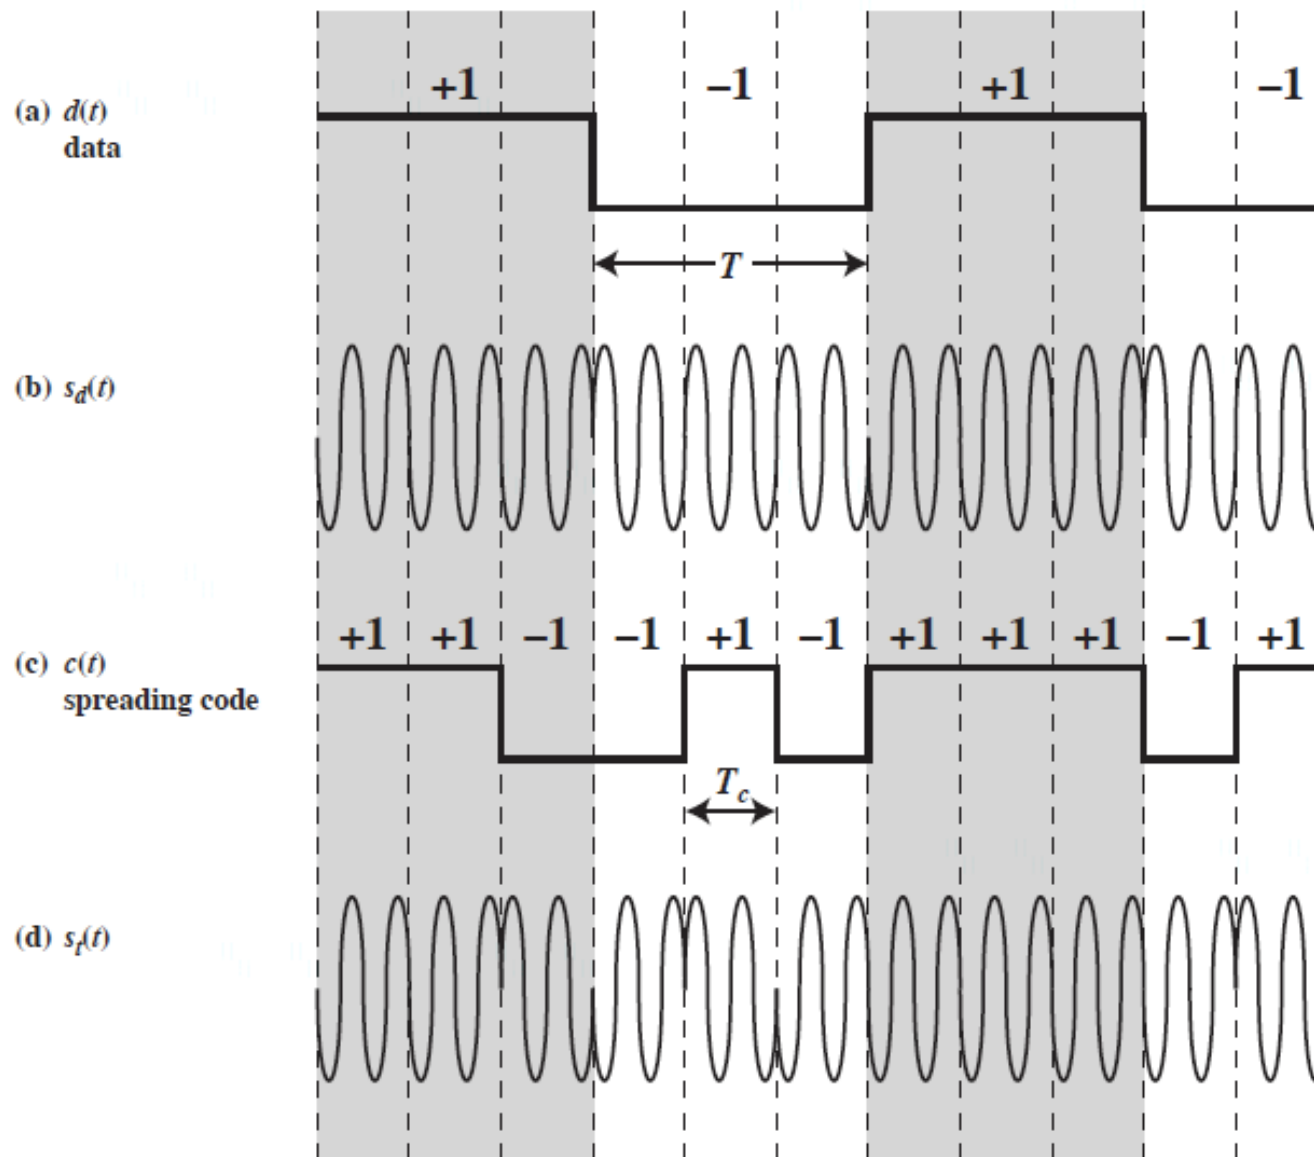 +1 −1 +1 −1
(a) d(t)
data
T
(b) s_d(t)
+1 +1 −1 −1 +1 −1 +1 +1 +1 −1 +1
(c) c(t)
spreading code
T_c
(d) s_t(t)